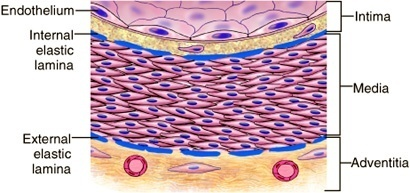 Endothelium
Internal
elastic
lamina
External
elastic
lamina
Intima
Media
Adventitia